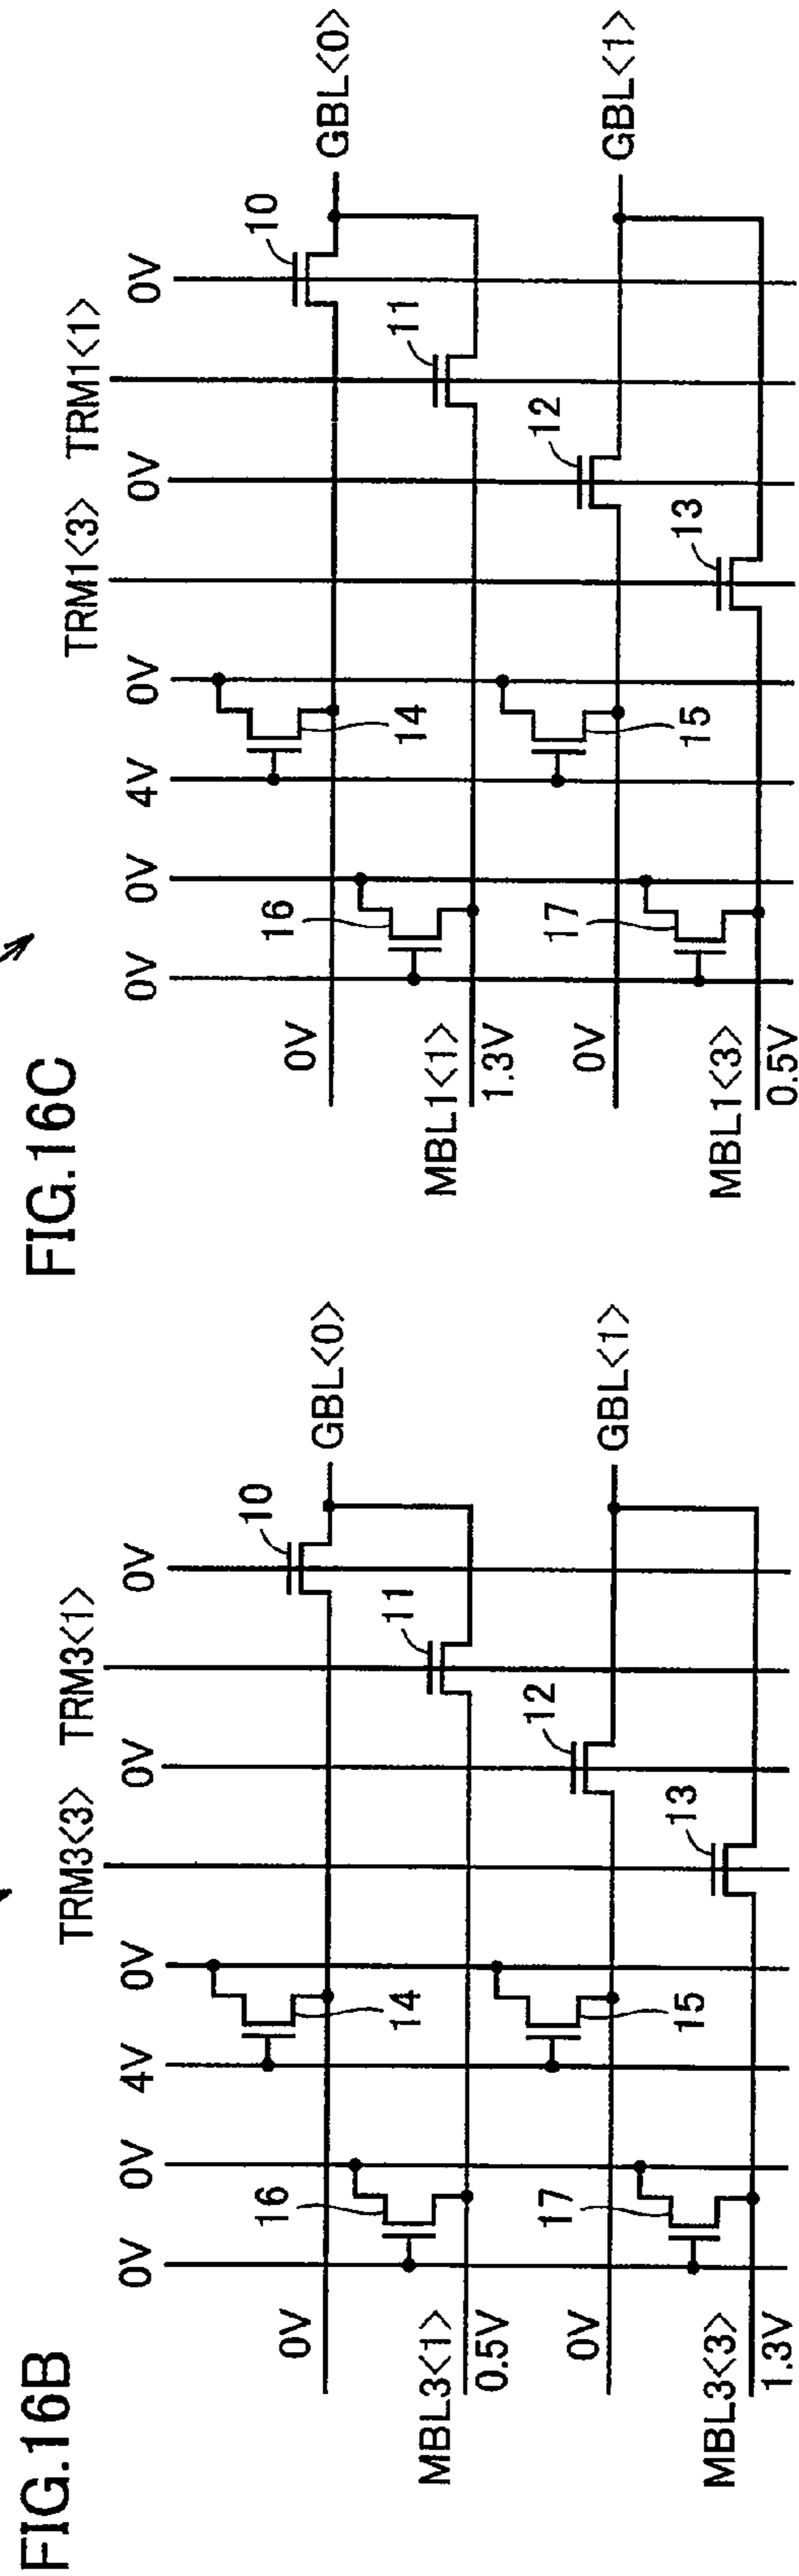 FIG.16B
0V
0V
4V
0V
TRM3<3>
0V
TRM3<1>
0V
0V
10
GBL<0>
16
14
11
MBL3<1>
0.5V
0V
12
GBL<1>
17
15
13
MBL3<3>
1.3V
FIG.16C
0V
0V
4V
0V
TRM1<3>
0V
TRM1<1>
0V
0V
10
GBL<0>
16
14
11
MBL1<1>
1.3V
0V
12
GBL<1>
17
15
13
MBL1<3>
0.5V